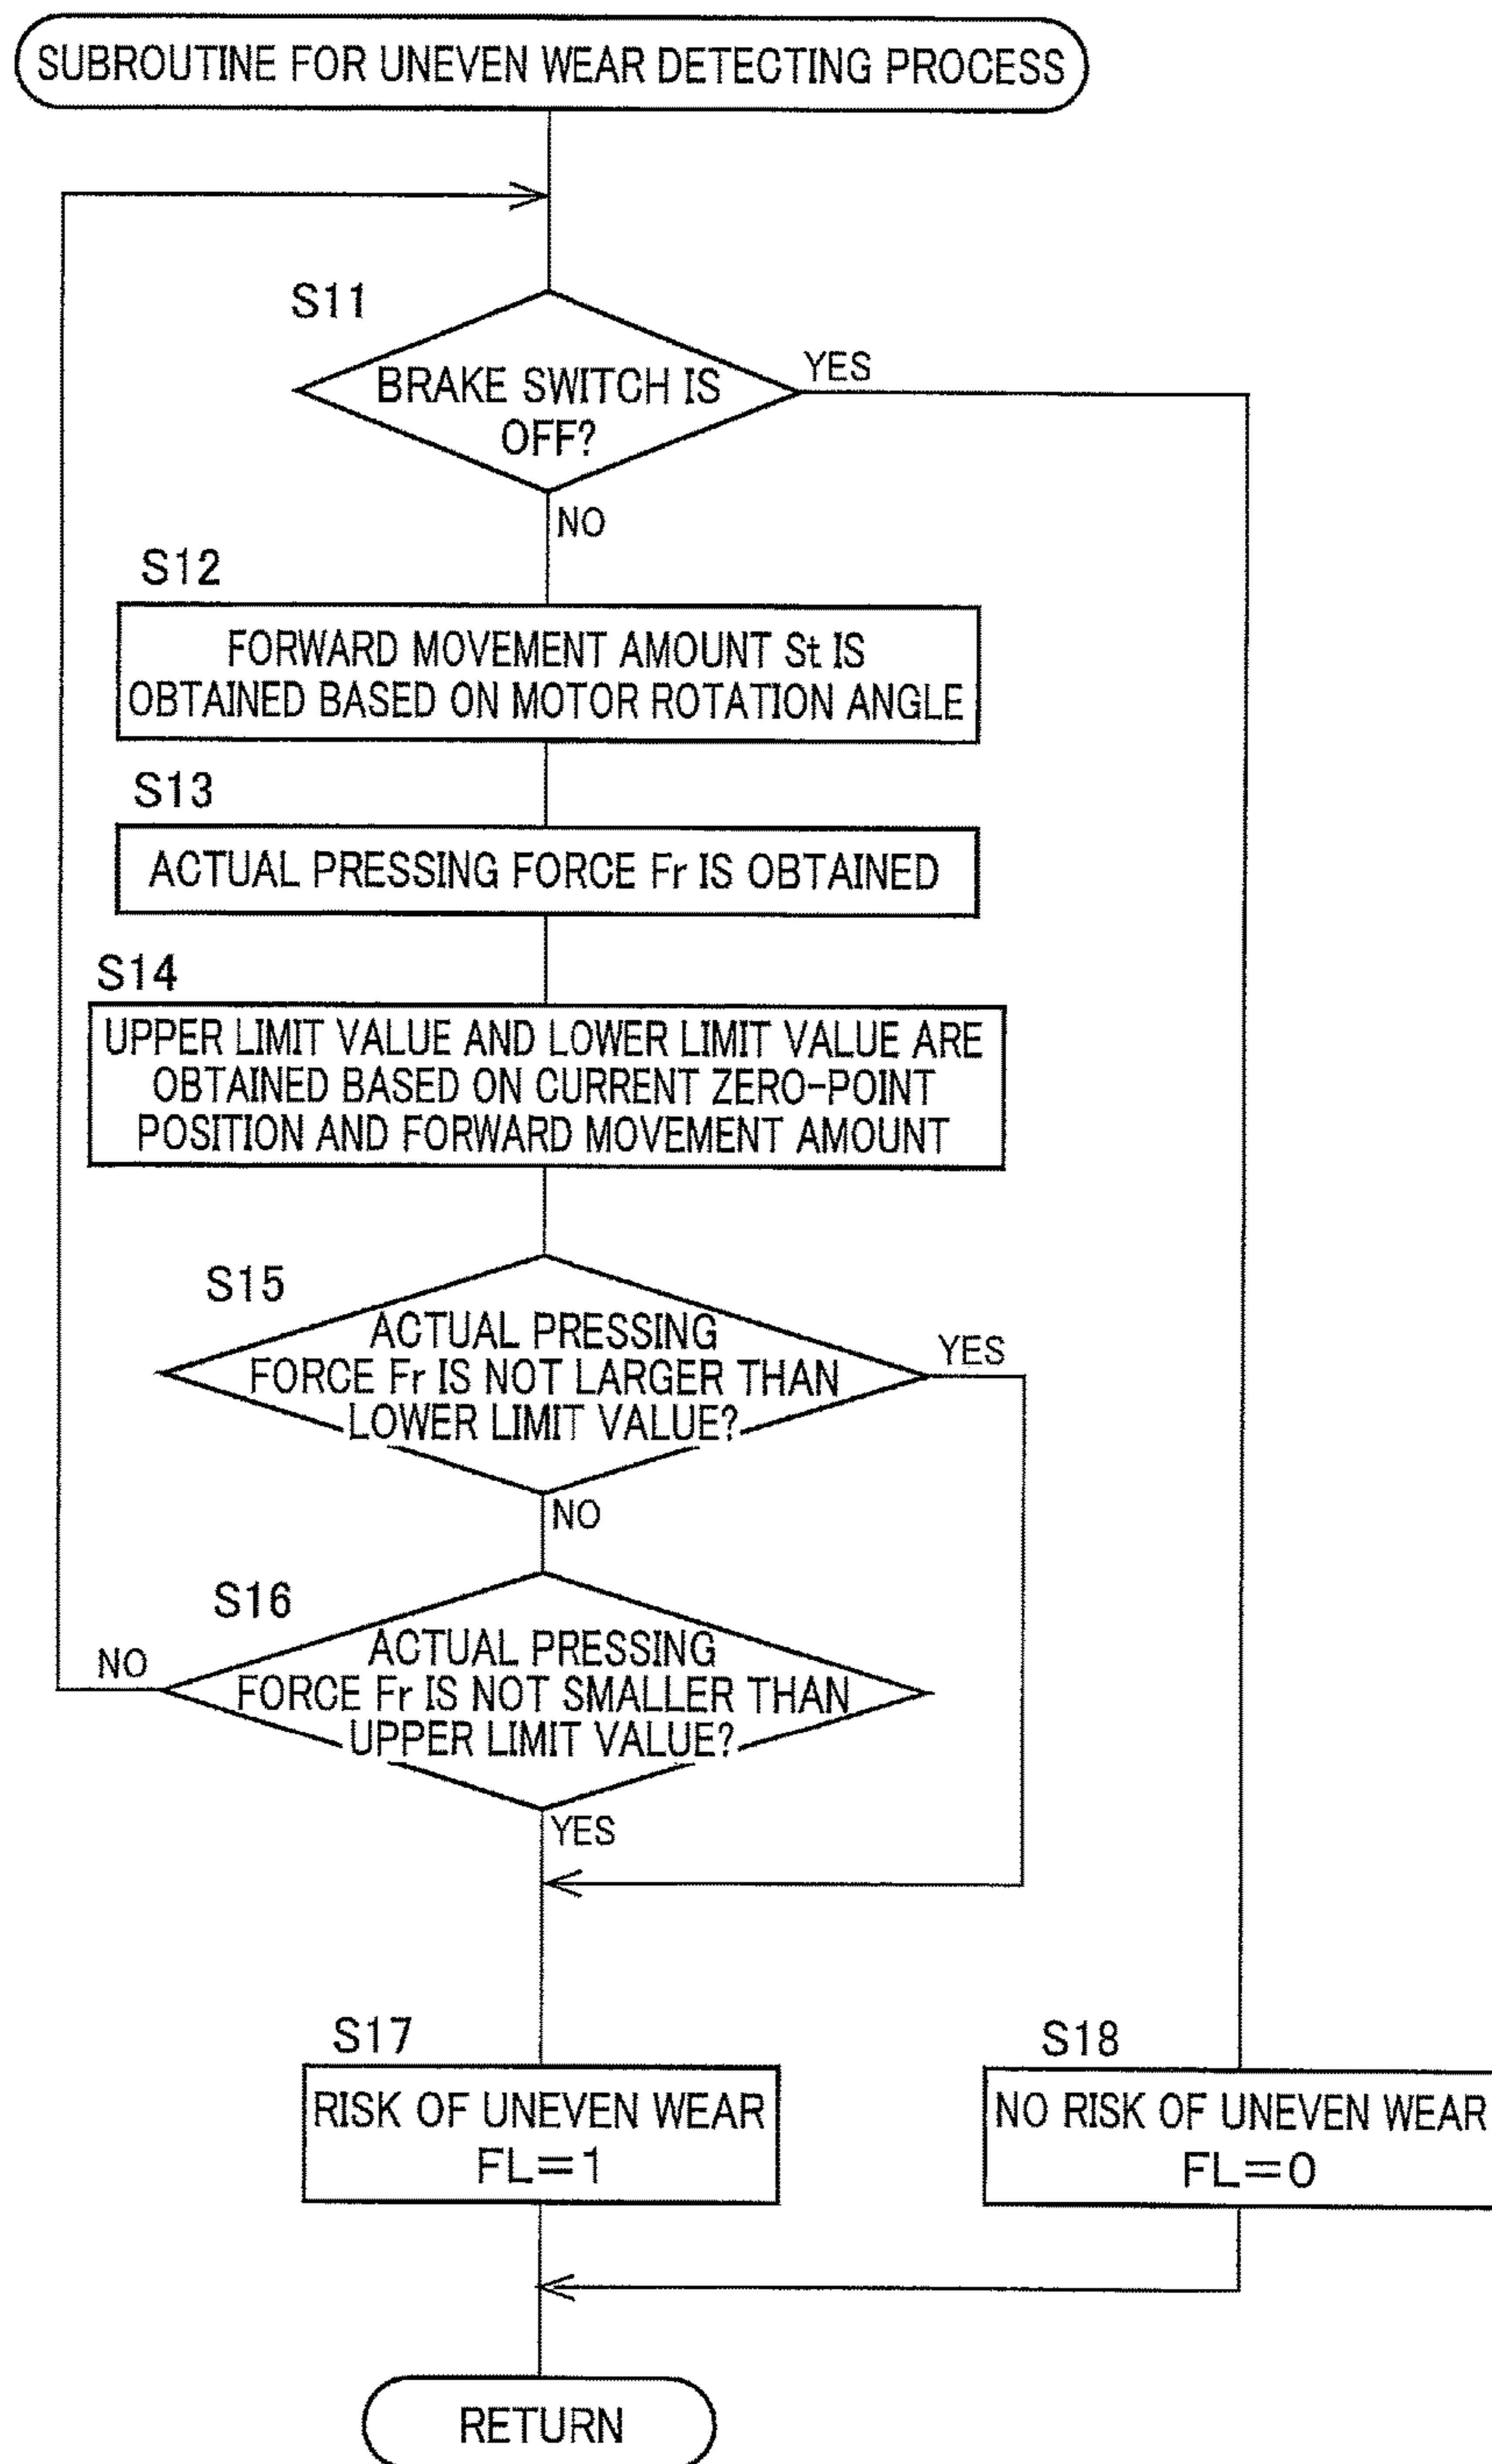 SUBROUTINE FOR UNEVEN WEAR DETECTING PROCESS
S11
BRAKE SWITCH IS
OFF?
YES
NO
S12
FORWARD MOVEMENT AMOUNT St IS
OBTAINED BASED ON MOTOR ROTATION ANGLE
S13
ACTUAL PRESSING FORCE Fr IS OBTAINED
S14
UPPER LIMIT VALUE AND LOWER LIMIT VALUE ARE
OBTAINED BASED ON CURRENT ZERO-POINT
POSITION AND FORWARD MOVEMENT AMOUNT
S15
ACTUAL PRESSING
FORCE Fr IS NOT LARGER THAN
LOWER LIMIT VALUE?
YES
NO
S16
ACTUAL PRESSING
FORCE Fr IS NOT SMALLER THAN
UPPER LIMIT VALUE?
NO
YES
S17
RISK OF UNEVEN WEAR
FL=1
S18
NO RISK OF UNEVEN WEAR
FL=0
RETURN